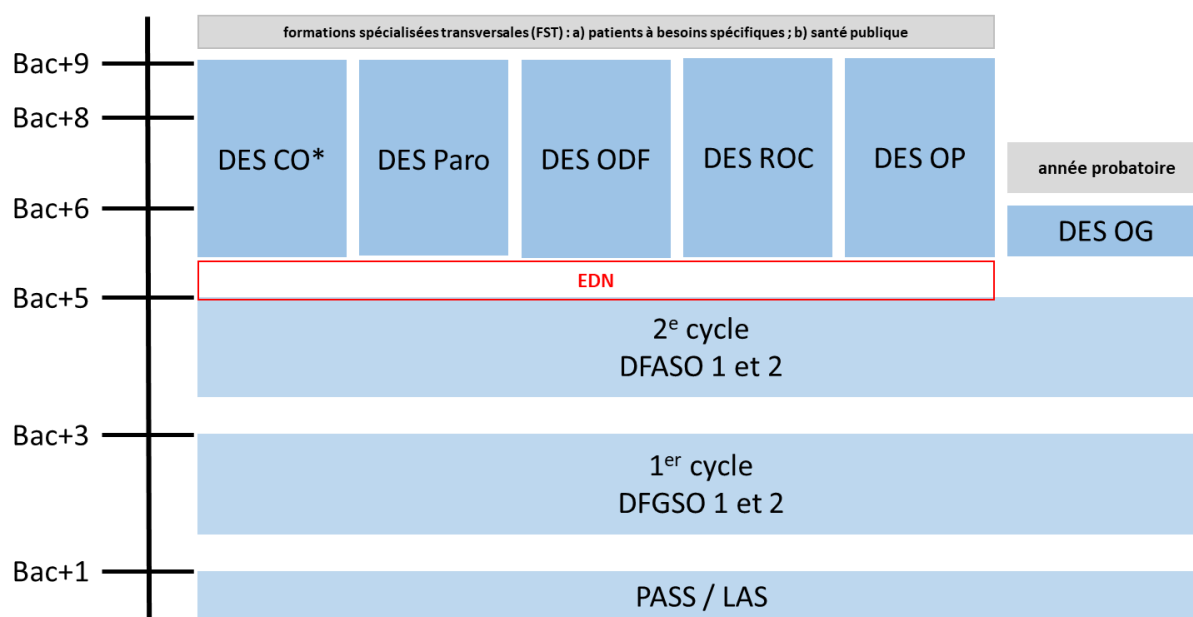 formations spécialisées transversales (FST) : a) patients à besoins spécifiques ; b) santé publique
Bac+9
Bac+8
DES CO*
DES Paro
DES ODF
DES ROC
DES OP
année probatoire
Bac+6
DES OG
EDN
Bac+5
2e cycle
DFASO 1 et 2
Bac+3
1er cycle
DFGSO 1 et 2
Bac+1
PASS / LAS